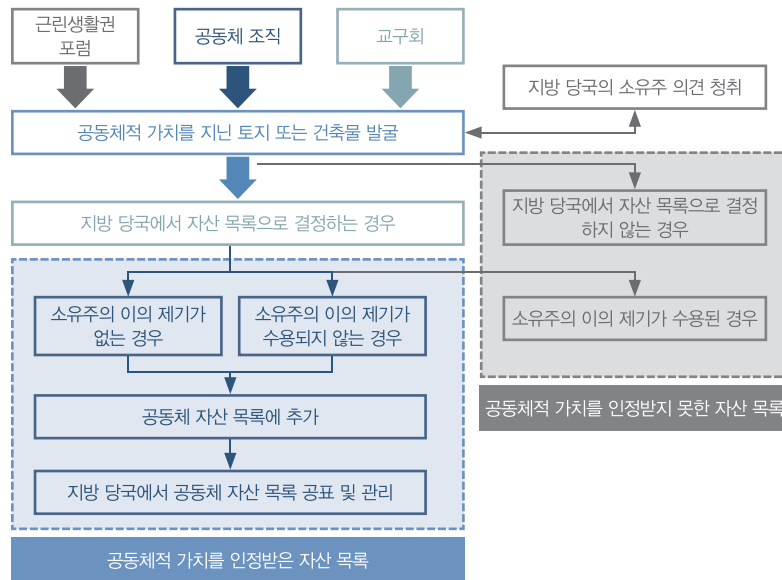 근린생활권
포럼
공동체 조직
교구회
지방 당국의 소유주 의견 청취
공동체적 가치를 지닌 토지 또는 건축물 발굴
지방 당국에서 자산 목록으로 결정하는 경우
지방 당국에서 자산 목록으로 결정
하지 않는 경우
소유주의 이의 제기가
없는 경우
소유주의 이의 제기가
수용되지 않는 경우
소유주의 이의 제기가 수용된 경우
공동체적 가치를 인정받지 못한 자산 목록
공동체 자산 목록에 추가
지방 당국에서 공동체 자산 목록 공표 및 관리
공동체적 가치를 인정받은 자산 목록